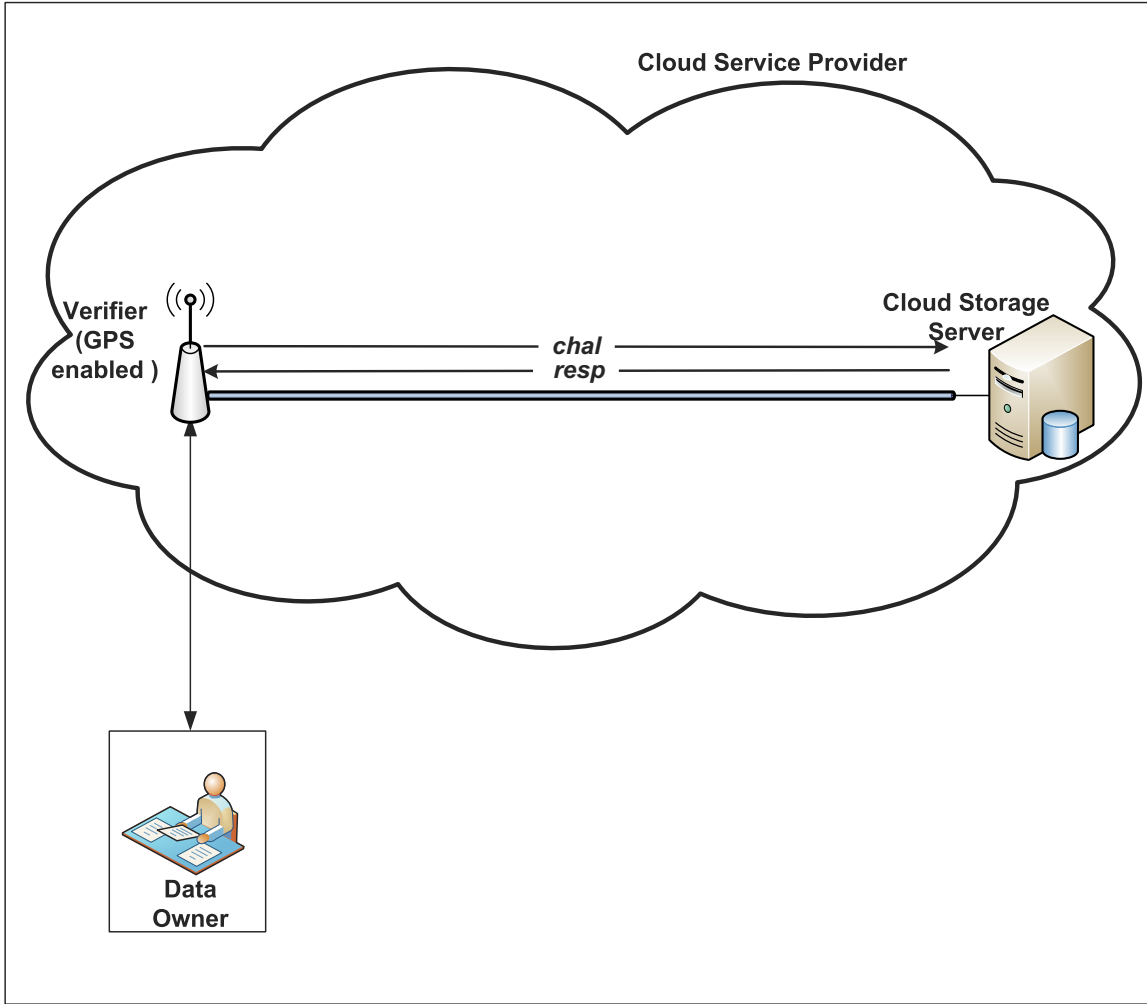 Cloud Service Provider
Verifier
(GPS
enabled )
Cloud Storage
Server
chal
resp
Data
Owner